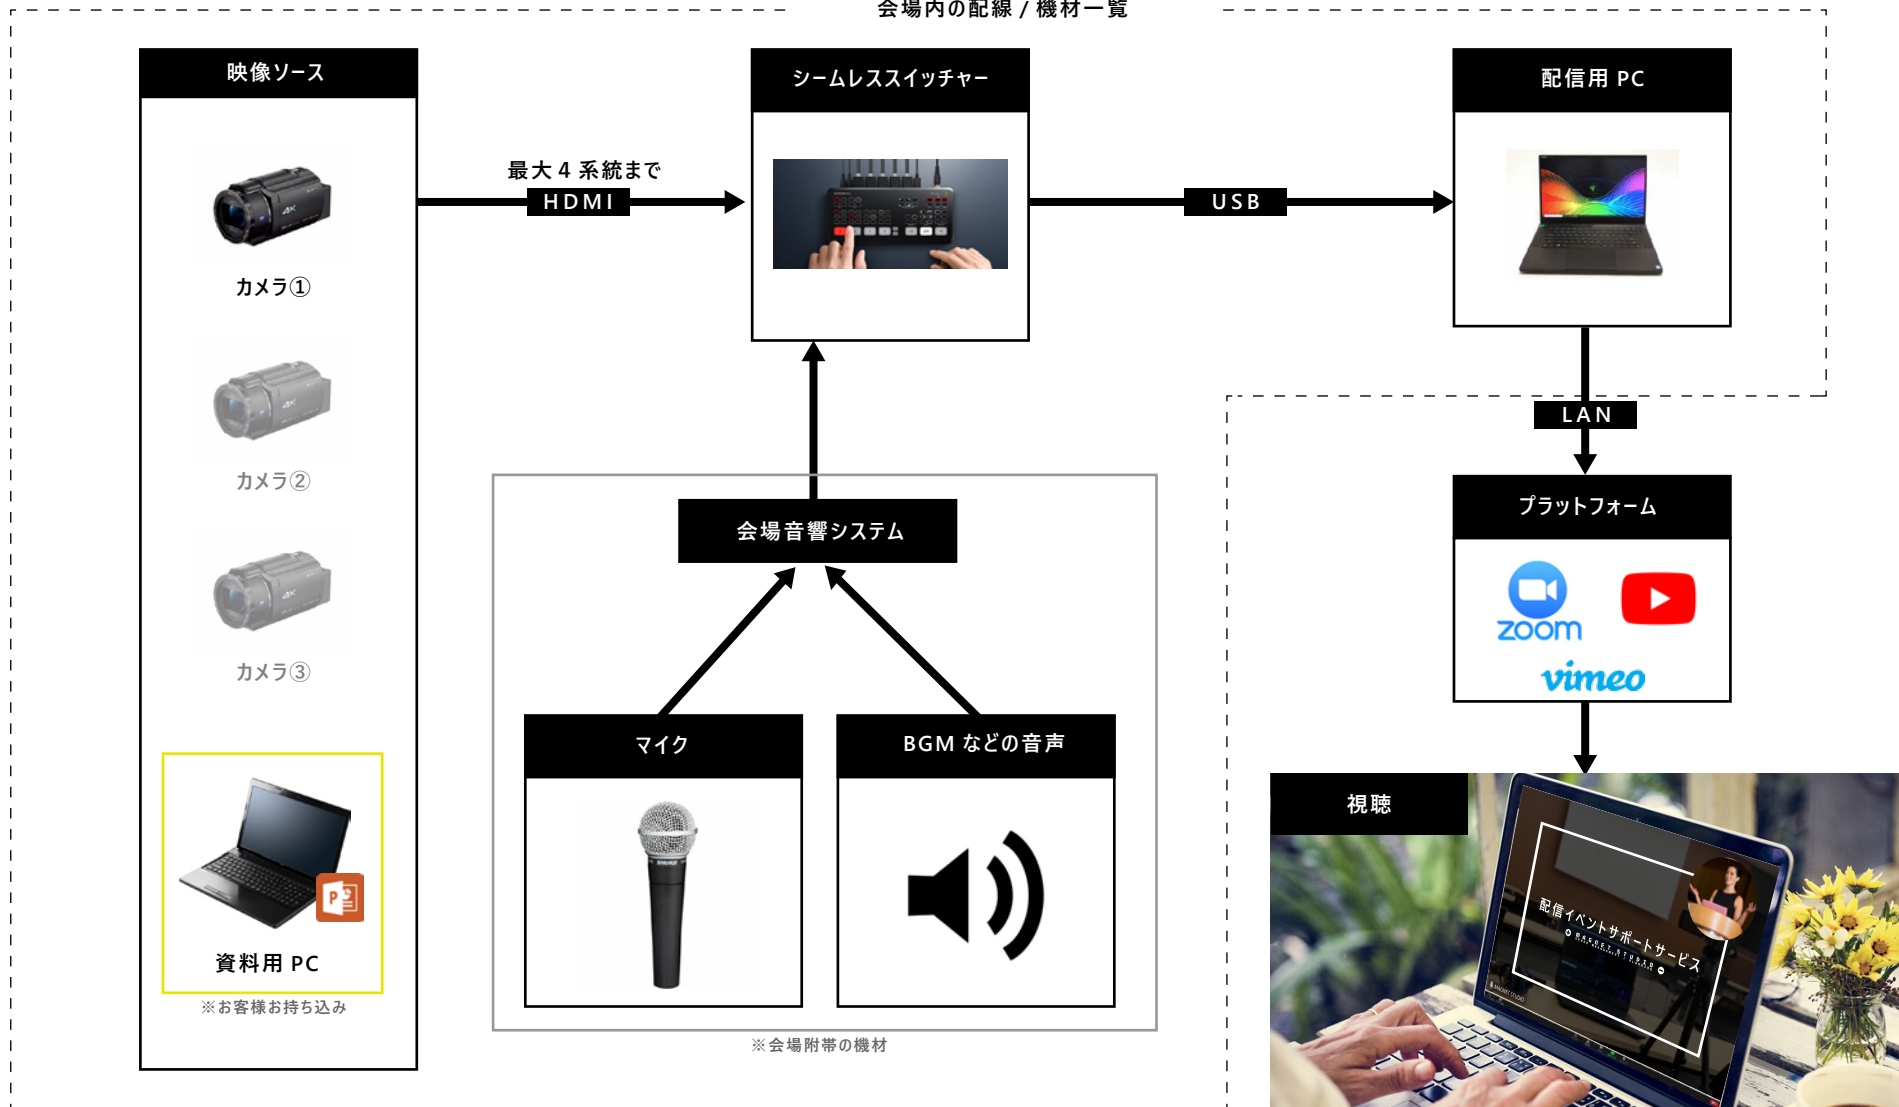 会場内の配線 / 機材一覧
映像ソース
カメラ①
カメラ②
カメラ③
資料用 PC
※お客様お持ち込み
最大 4 系統まで
HDMI
シームレススイッチャー
USB
配信用 PC
LAN
会場音響システム
マイク
BGM などの音声
※会場附帯の機材
プラットフォーム
zoom
vimeo
視聴
配信イベントサポートサービス